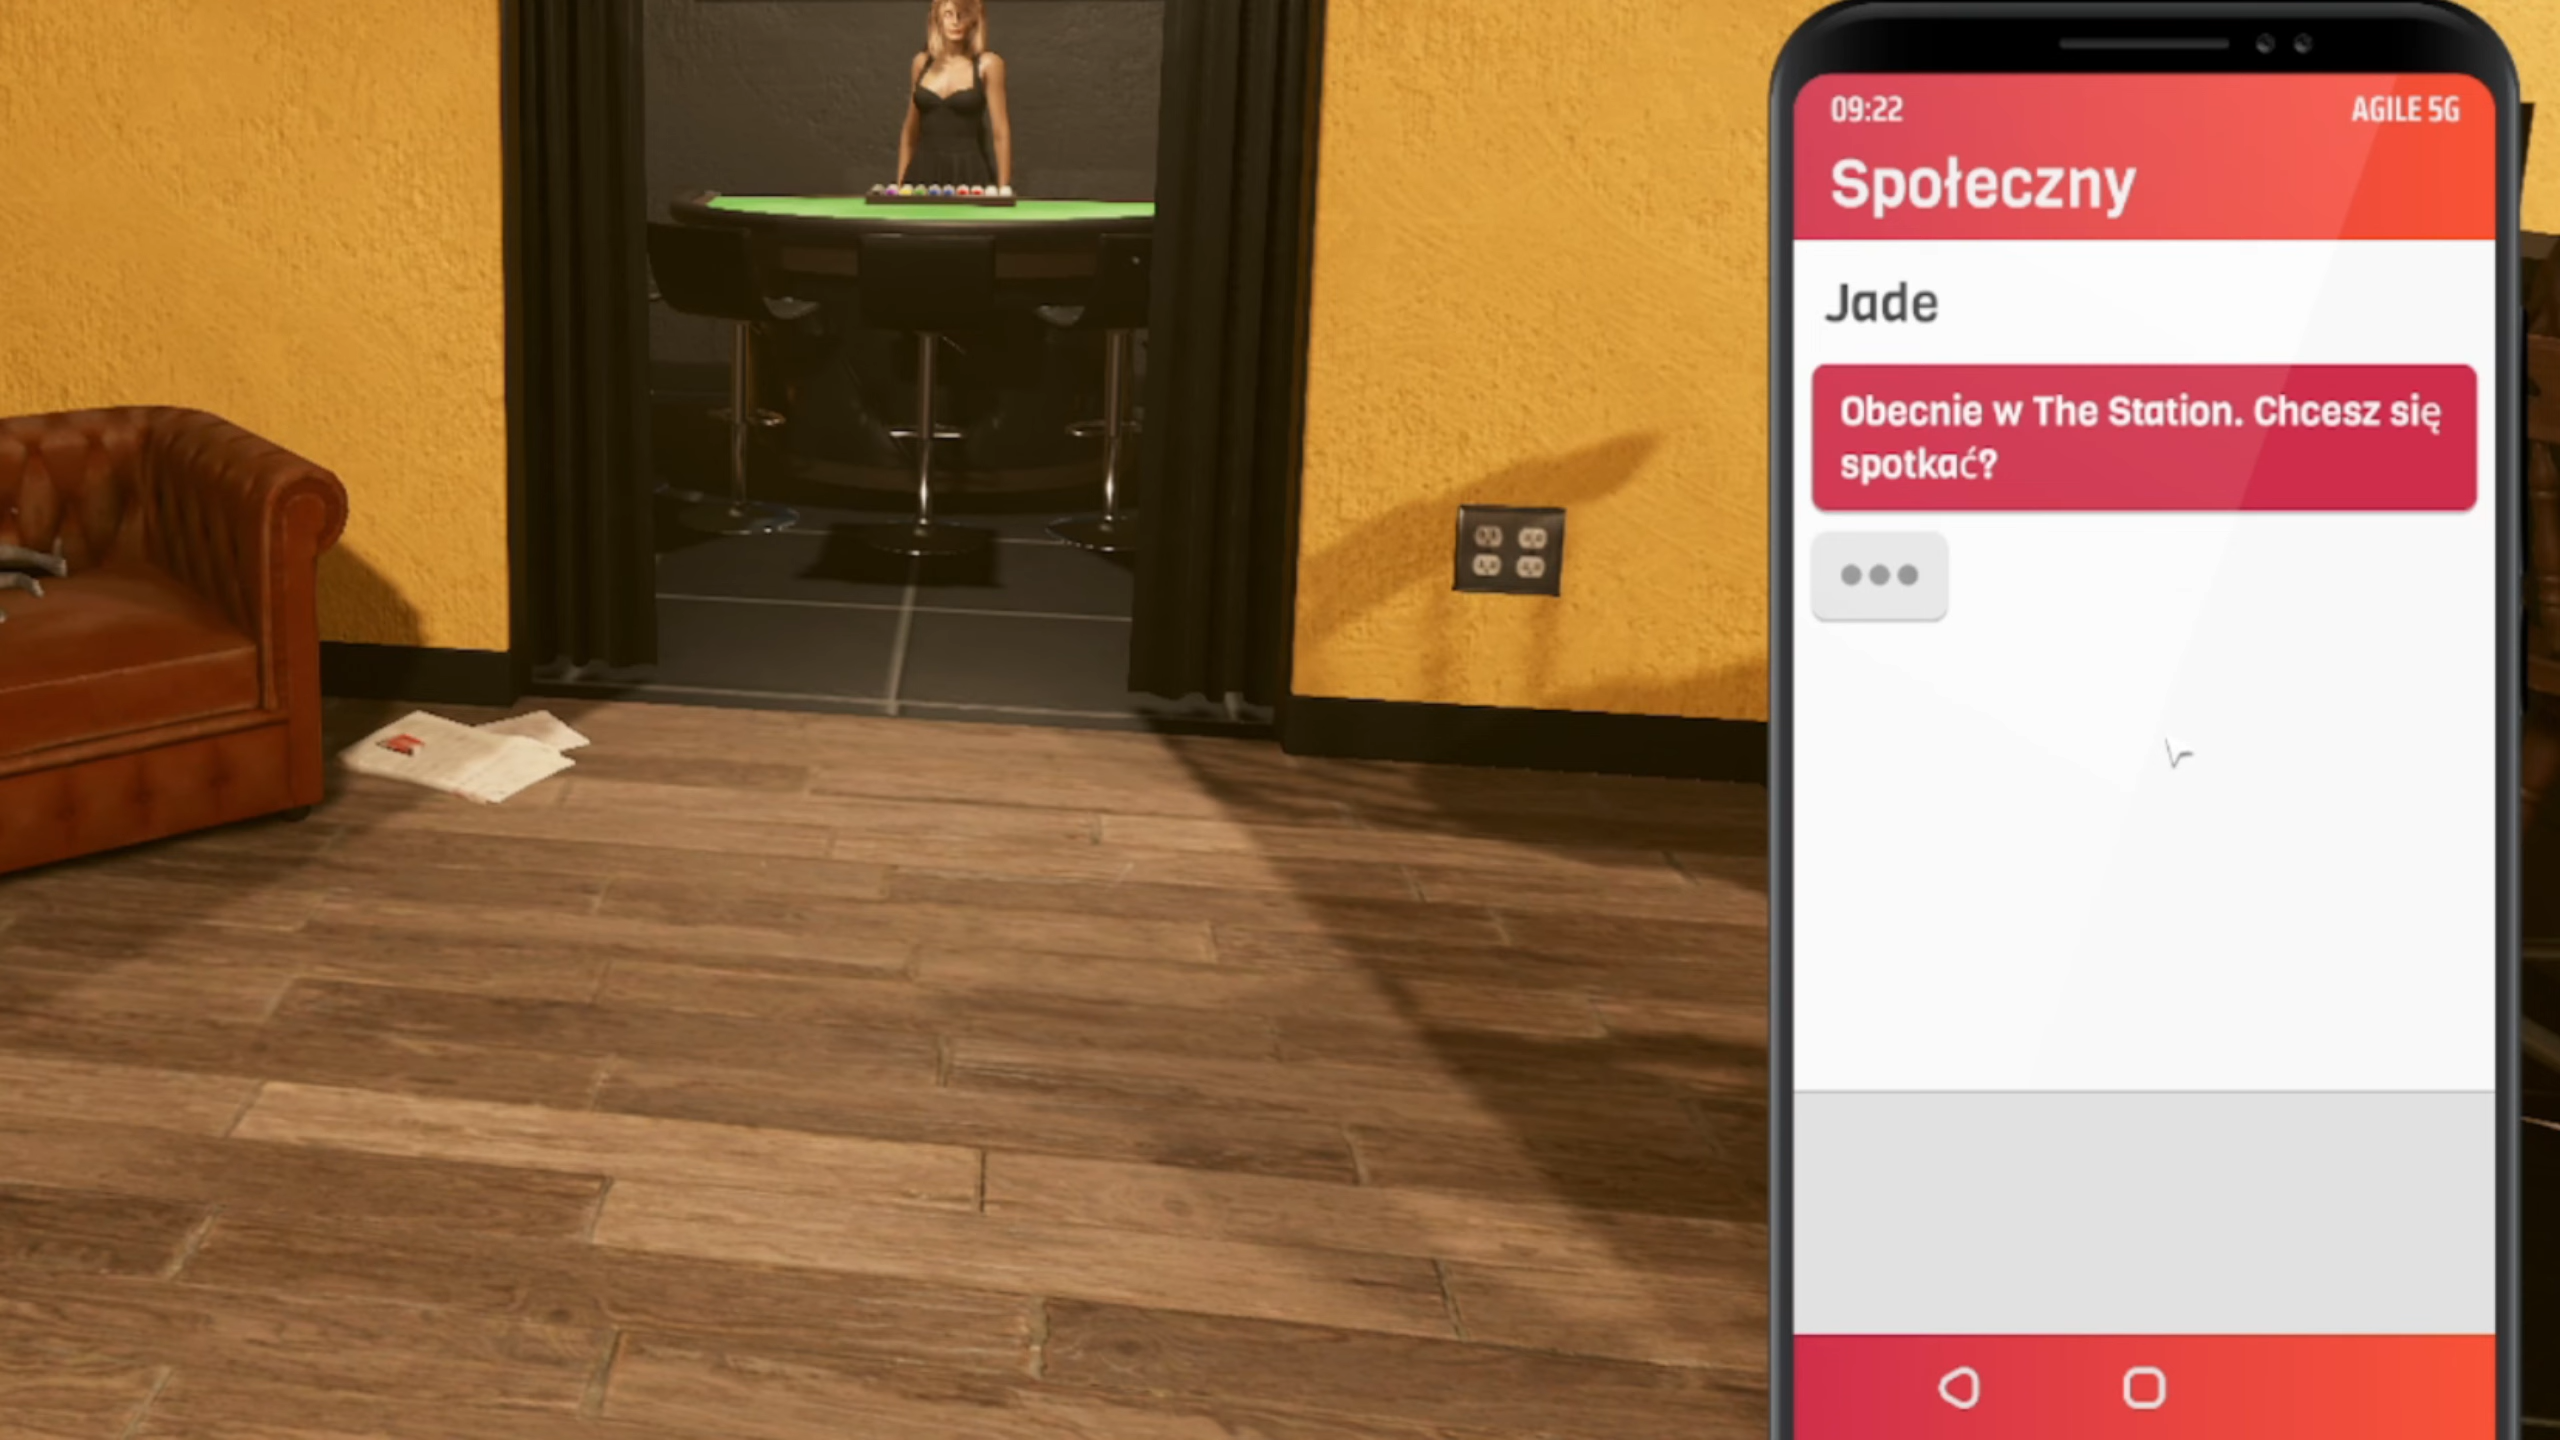 09:22
AGILE 5G
Społeczny
Jade
Obecnie w The Station. Chcesz się
spotkać?